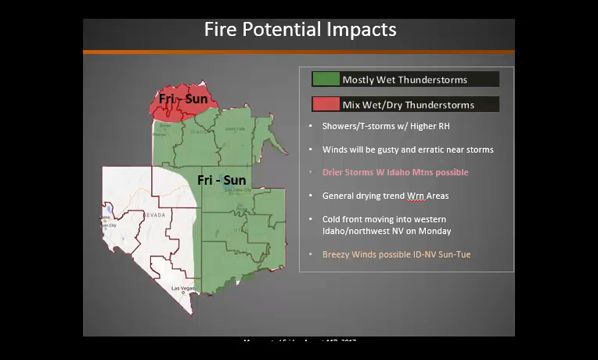 Fire Potential Impacts
Mostly Wet Thunderstorms
Mix Wet/Dry Thunderstorms
• Showers/T-storms w/ Higher RH
• Winds will be gusty and erratic near storms
• Drier Storms W Idaho Mtns possible
• General drying trend Wrn Areas
• Cold front moving into western
Idaho/northwest NV on Monday
• Breezy Winds possible ID-NV Sun-Tue
Fri - Sun
Fri - Sun
NEVADA
Las Vegas